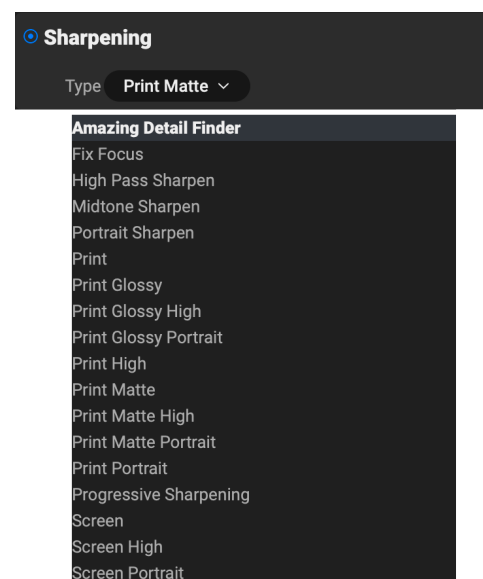 Sharpening
Type Print Matte
Amazing Detail Finder
Fix Focus
High Pass Sharpen
Midtone Sharpen
Portrait Sharpen
Print
Print Glossy
Print Glossy High
Print Glossy Portrait
Print High
Print Matte
Print Matte High
Print Matte Portrait
Print Portrait
Progressive Sharpening
Screen
Screen High
Screen Portrait